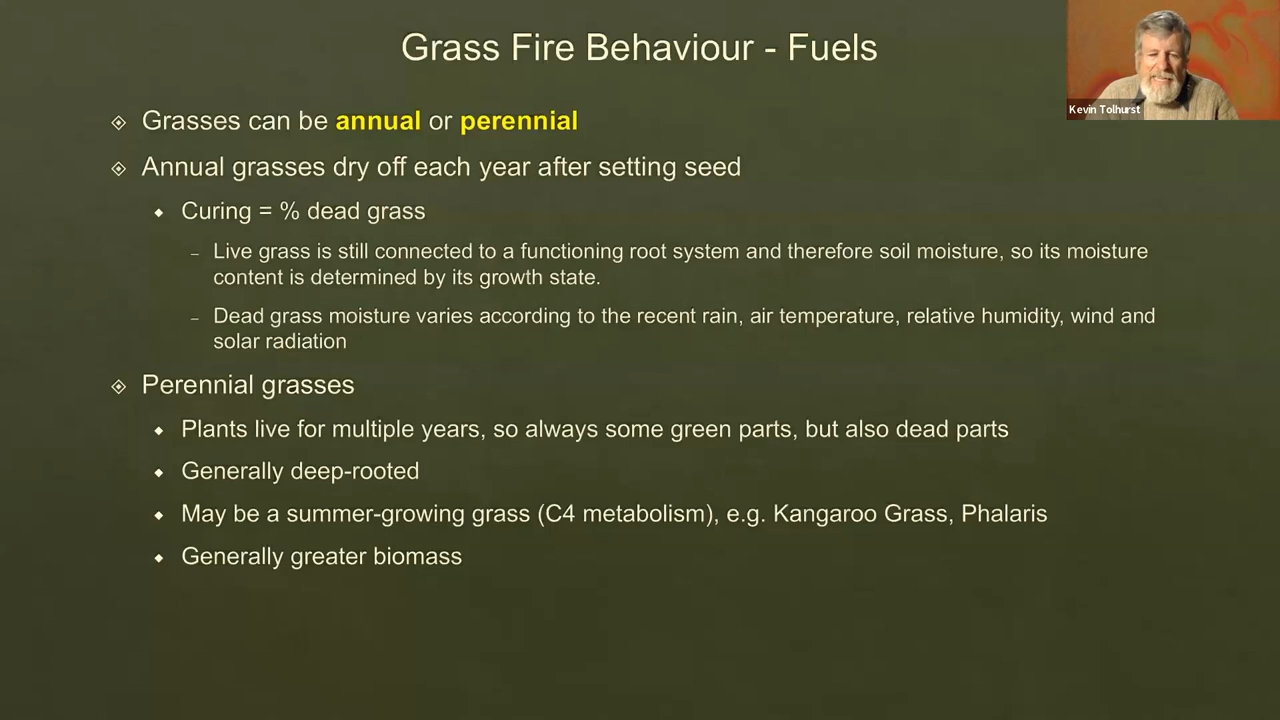 Grass Fire Behaviour - Fuels
Kevin Tolhurst
Grasses can be annual or perennial
Annual grasses dry off each year after setting seed
Curing = % dead grass
Live grass is still connected to a functioning root system and therefore soil moisture, so its moisture
content is determined by its growth state.
Dead grass moisture varies according to the recent rain, air temperature, relative humidity, wind and
solar radiation
Perennial grasses
Plants live for multiple years, so always some green parts, but also dead parts
Generally deep-rooted
May be a summer-growing grass (C4 metabolism), e.g. Kangaroo Grass, Phalaris
Generally greater biomass